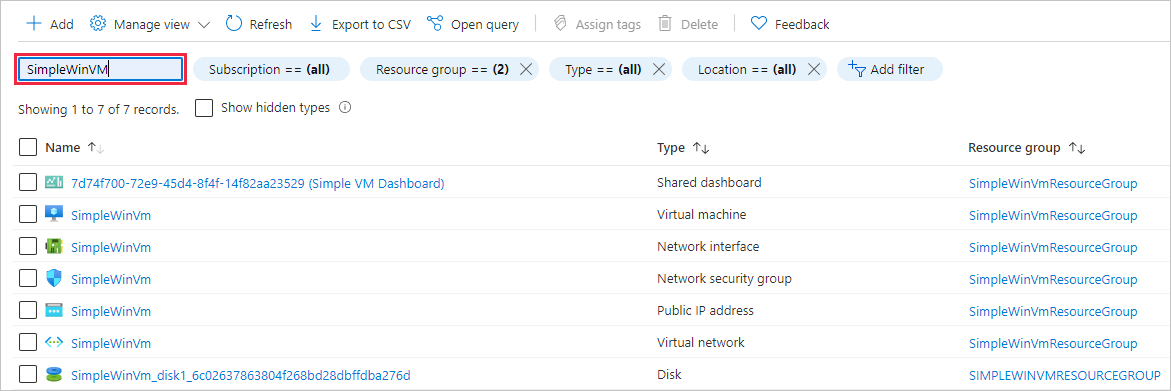 Add Manage view Refresh Export to CSV Open query Assign tags Delete Feedback
SimpleWinVM Subscription == (all) Resource group == (2) Type == (all) Location == (all) Add filter
Showing 1 to 7 of 7 records. Show hidden types
Name Type Resource group
7d74f700-72e9-45d4-8f4f-14f82aa23529 (Simple VM Dashboard) Shared dashboard SimpleWinVmResourceGroup
SimpleWinVm Virtual machine SimpleWinVmResourceGroup
SimpleWinVm Network interface SimpleWinVmResourceGroup
SimpleWinVm Network security group SimpleWinVmResourceGroup
SimpleWinVm Public IP address SimpleWinVmResourceGroup
SimpleWinVm Virtual network SimpleWinVmResourceGroup
SimpleWinVm_disk1_6c02637863804f268bd28dbffdba276d Disk SIMPLEWINVMRESOURCEGROUP